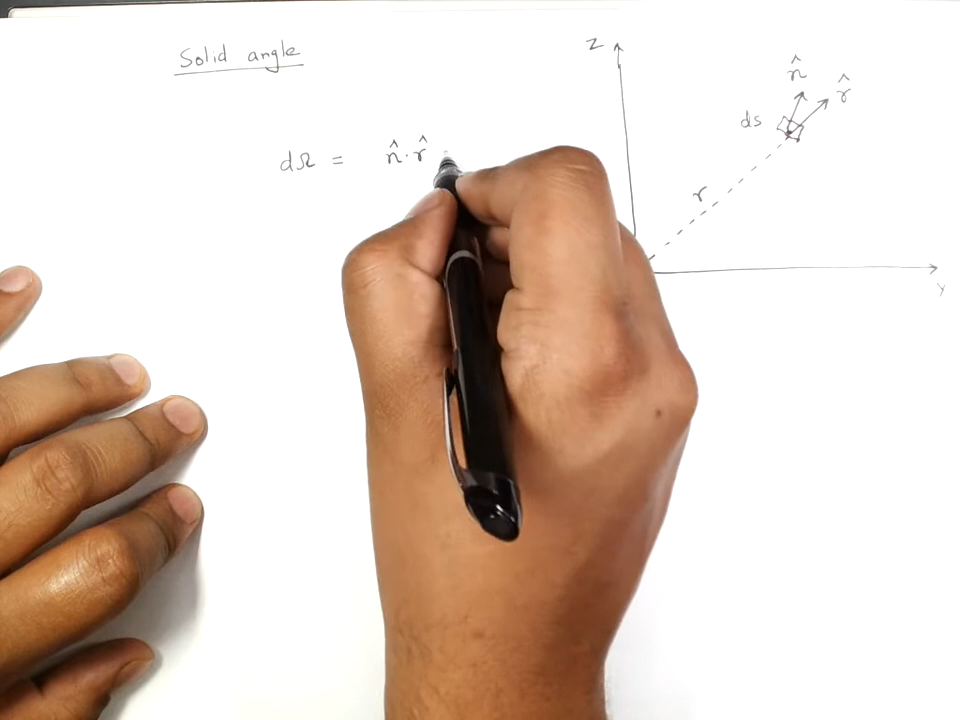 Solid angle
Z
n̂
r̂
ds
dΩ = n̂·r̂
r
Y